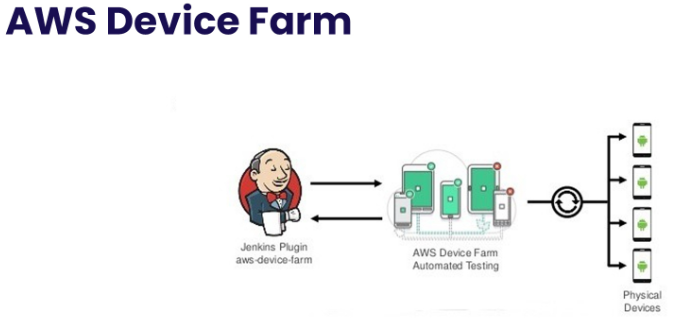 AWS Device Farm
Jenkins Plugin
aws-device-farm
AWS Device Farm
Automated Testing
Physical
Devices